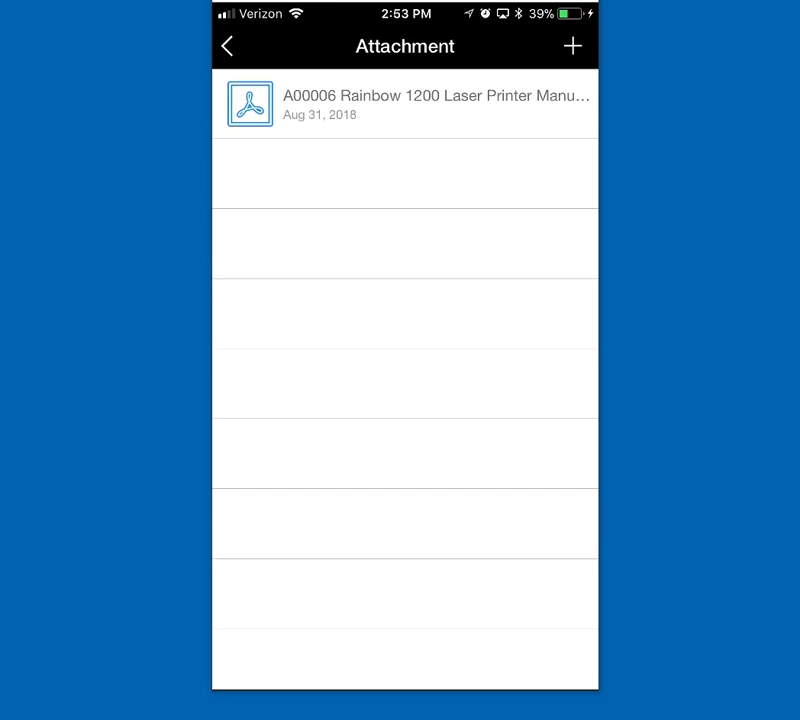 Verizon 2:53 PM 39%
Attachment
A00006 Rainbow 1200 Laser Printer Manu...
Aug 31, 2018